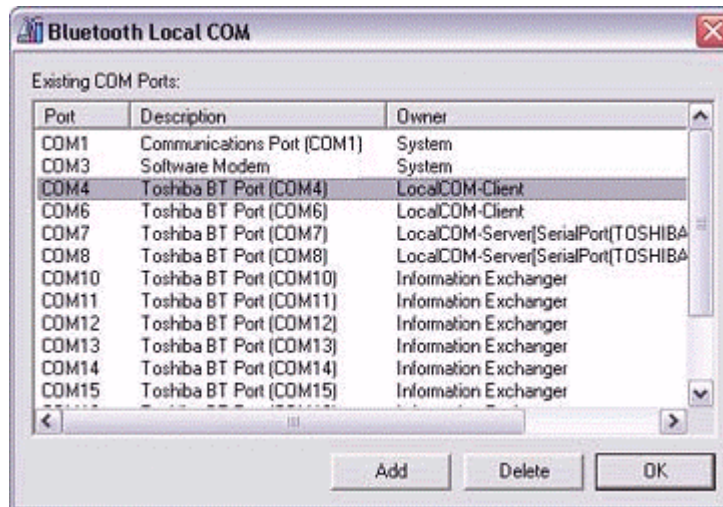 Bluetooth Local COM
Existing COM Ports:
Port Description Owner
COM1 Communications Port (COM1) System
COM3 Software Modem System
COM4 Toshiba BT Port (COM4) LocalCOM-Client
COM6 Toshiba BT Port (COM6) LocalCOM-Client
COM7 Toshiba BT Port (COM7) LocalCOM-Server[SerialPort(TOSHIBA
COM8 Toshiba BT Port (COM8) LocalCOM-Server[SerialPort(TOSHIBA
COM10 Toshiba BT Port (COM10) Information Exchanger
COM11 Toshiba BT Port (COM11) Information Exchanger
COM12 Toshiba BT Port (COM12) Information Exchanger
COM13 Toshiba BT Port (COM13) Information Exchanger
COM14 Toshiba BT Port (COM14) Information Exchanger
COM15 Toshiba BT Port (COM15) Information Exchanger
Add Delete OK